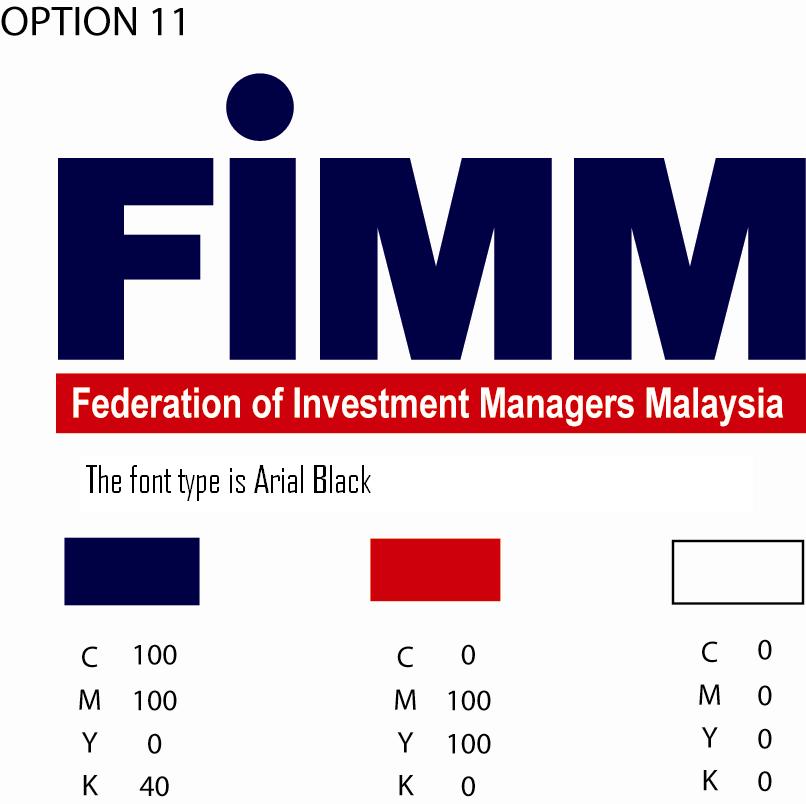 OPTION 11
FiMM
Federation of Investment Managers Malaysia
The font type is Arial Black
C 100 C 0 C 0
M 100 M 100 M 0
Y 0 Y 100 Y 0
K 40 K 0 K 0